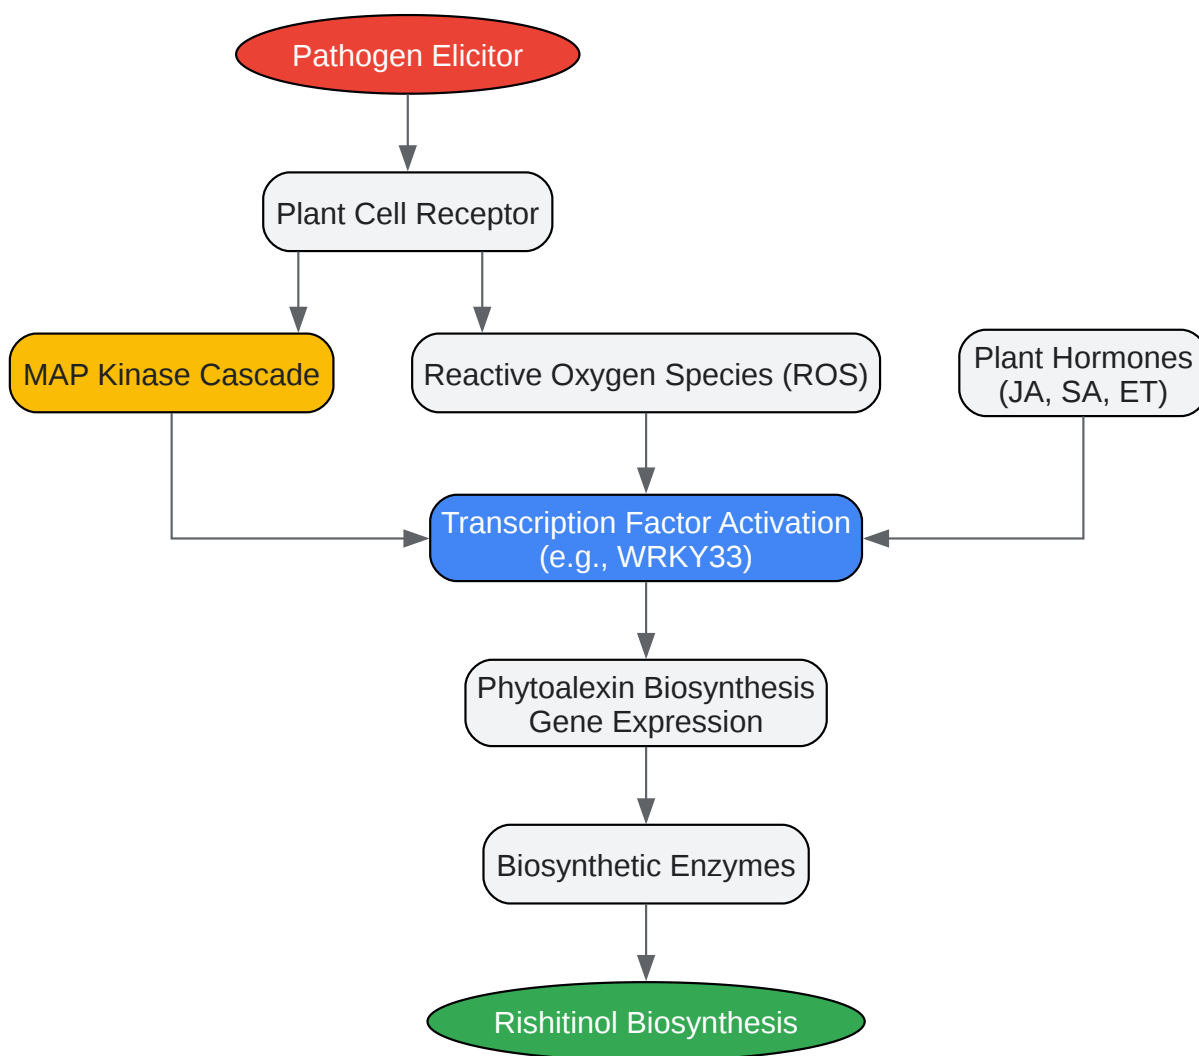 Pathogen Elicitor
Plant Cell Receptor
MAP Kinase Cascade
Reactive Oxygen Species (ROS)
Plant Hormones
(JA, SA, ET)
Transcription Factor Activation
(e.g., WRKY33)
Phytoalexin Biosynthesis
Gene Expression
Biosynthetic Enzymes
Rishitinol Biosynthesis